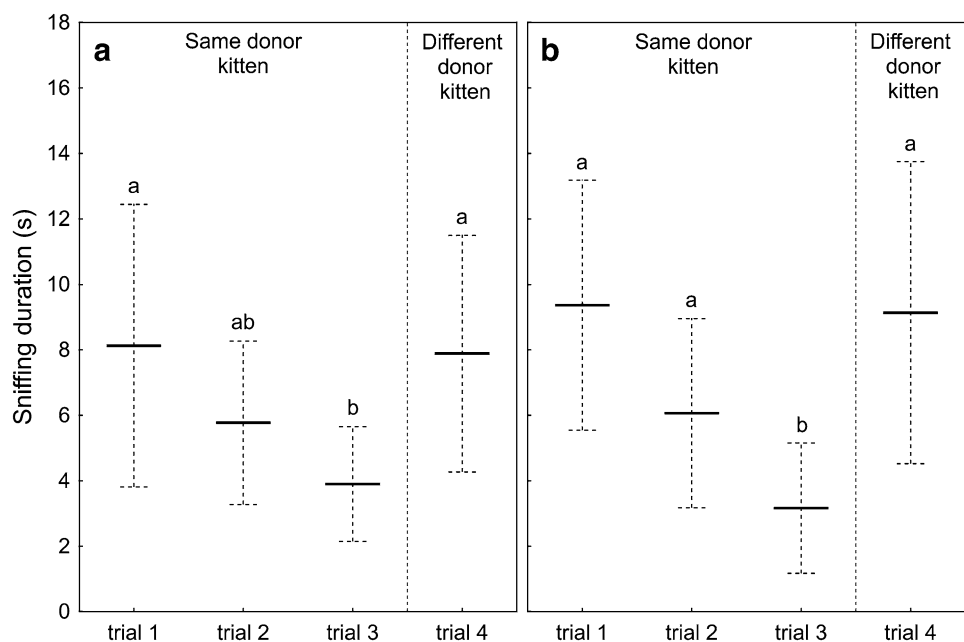 a
Same donor
kitten
Different
donor
kitten
b
Same donor
kitten
Different
donor
kitten
Sniffing duration (s)
18
16
14
12
10
8
6
4
2
0
a
ab
b
a
a
a
b
a
trial 1
trial 2
trial 3
trial 4
trial 1
trial 2
trial 3
trial 4